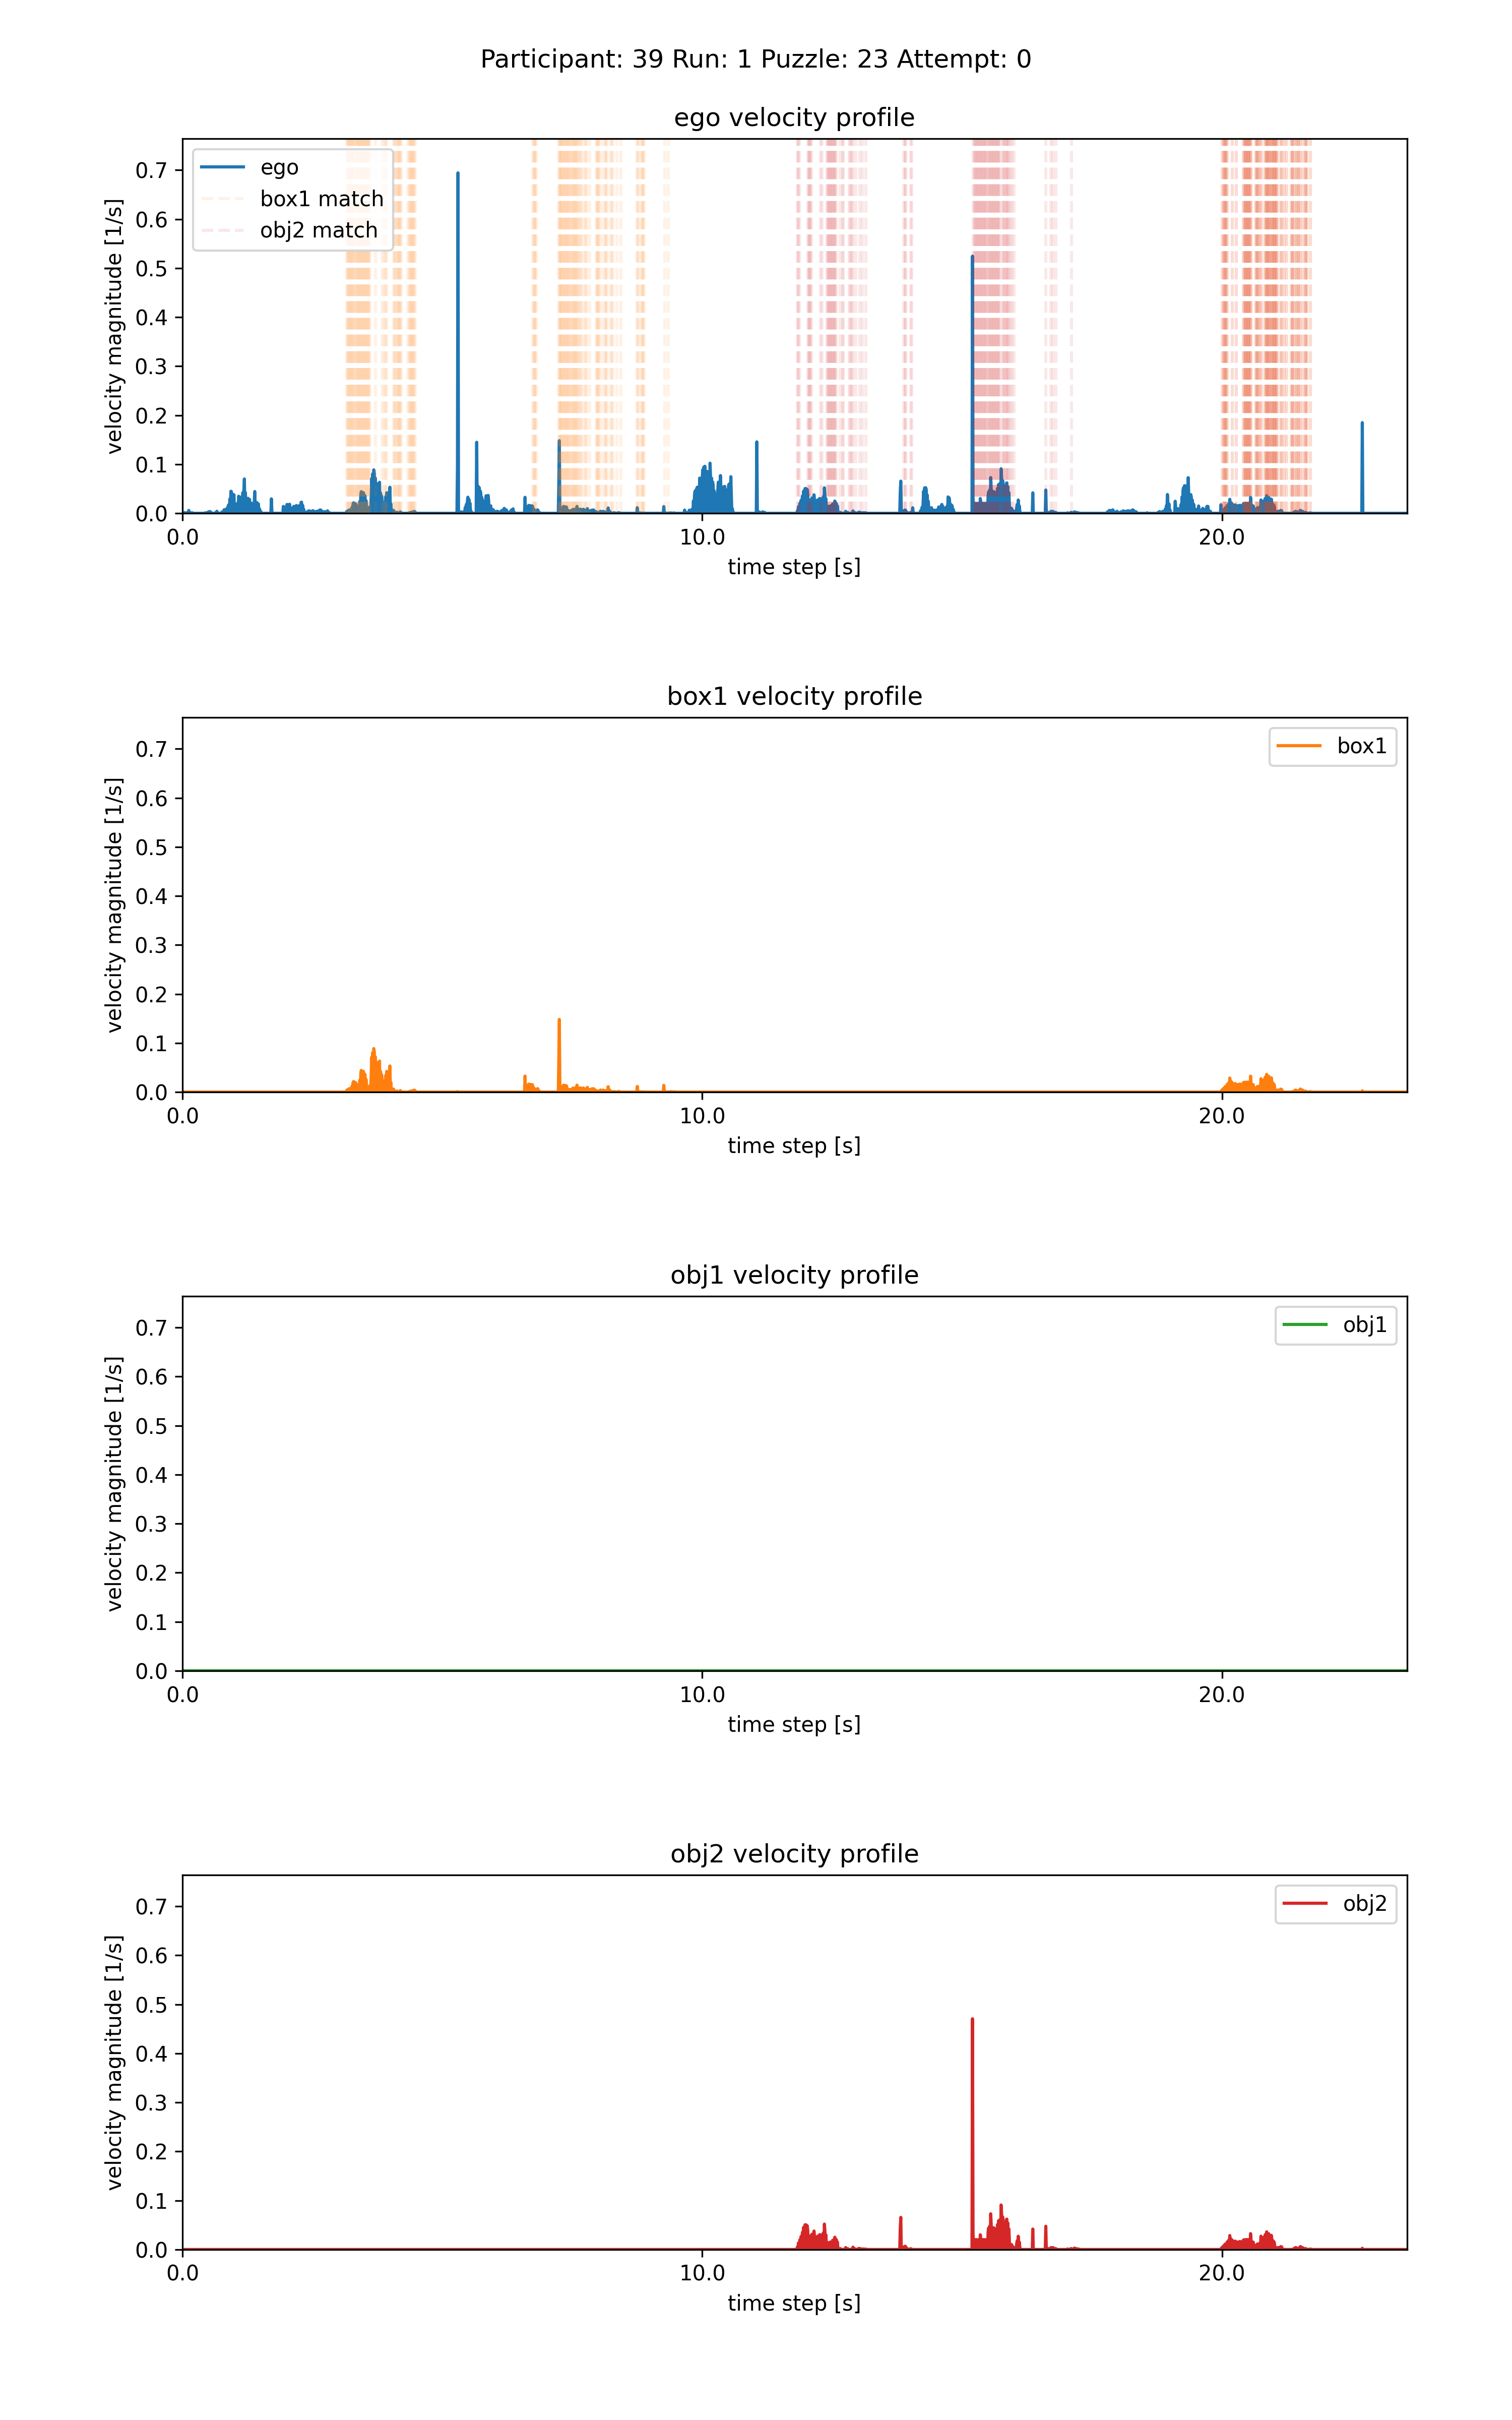 Participant: 39 Run: 1 Puzzle: 23 Attempt: 0
ego velocity profile
velocity magnitude [1/s]
0.7
0.6
0.5
0.4
0.3
0.2
0.1
0.0
ego
box1 match
obj2 match
0.0 10.0 20.0
time step [s]
box1 velocity profile
velocity magnitude [1/s]
0.7
0.6
0.5
0.4
0.3
0.2
0.1
0.0
box1
0.0 10.0 20.0
time step [s]
obj1 velocity profile
velocity magnitude [1/s]
0.7
0.6
0.5
0.4
0.3
0.2
0.1
0.0
obj1
0.0 10.0 20.0
time step [s]
obj2 velocity profile
velocity magnitude [1/s]
0.7
0.6
0.5
0.4
0.3
0.2
0.1
0.0
obj2
0.0 10.0 20.0
time step [s]